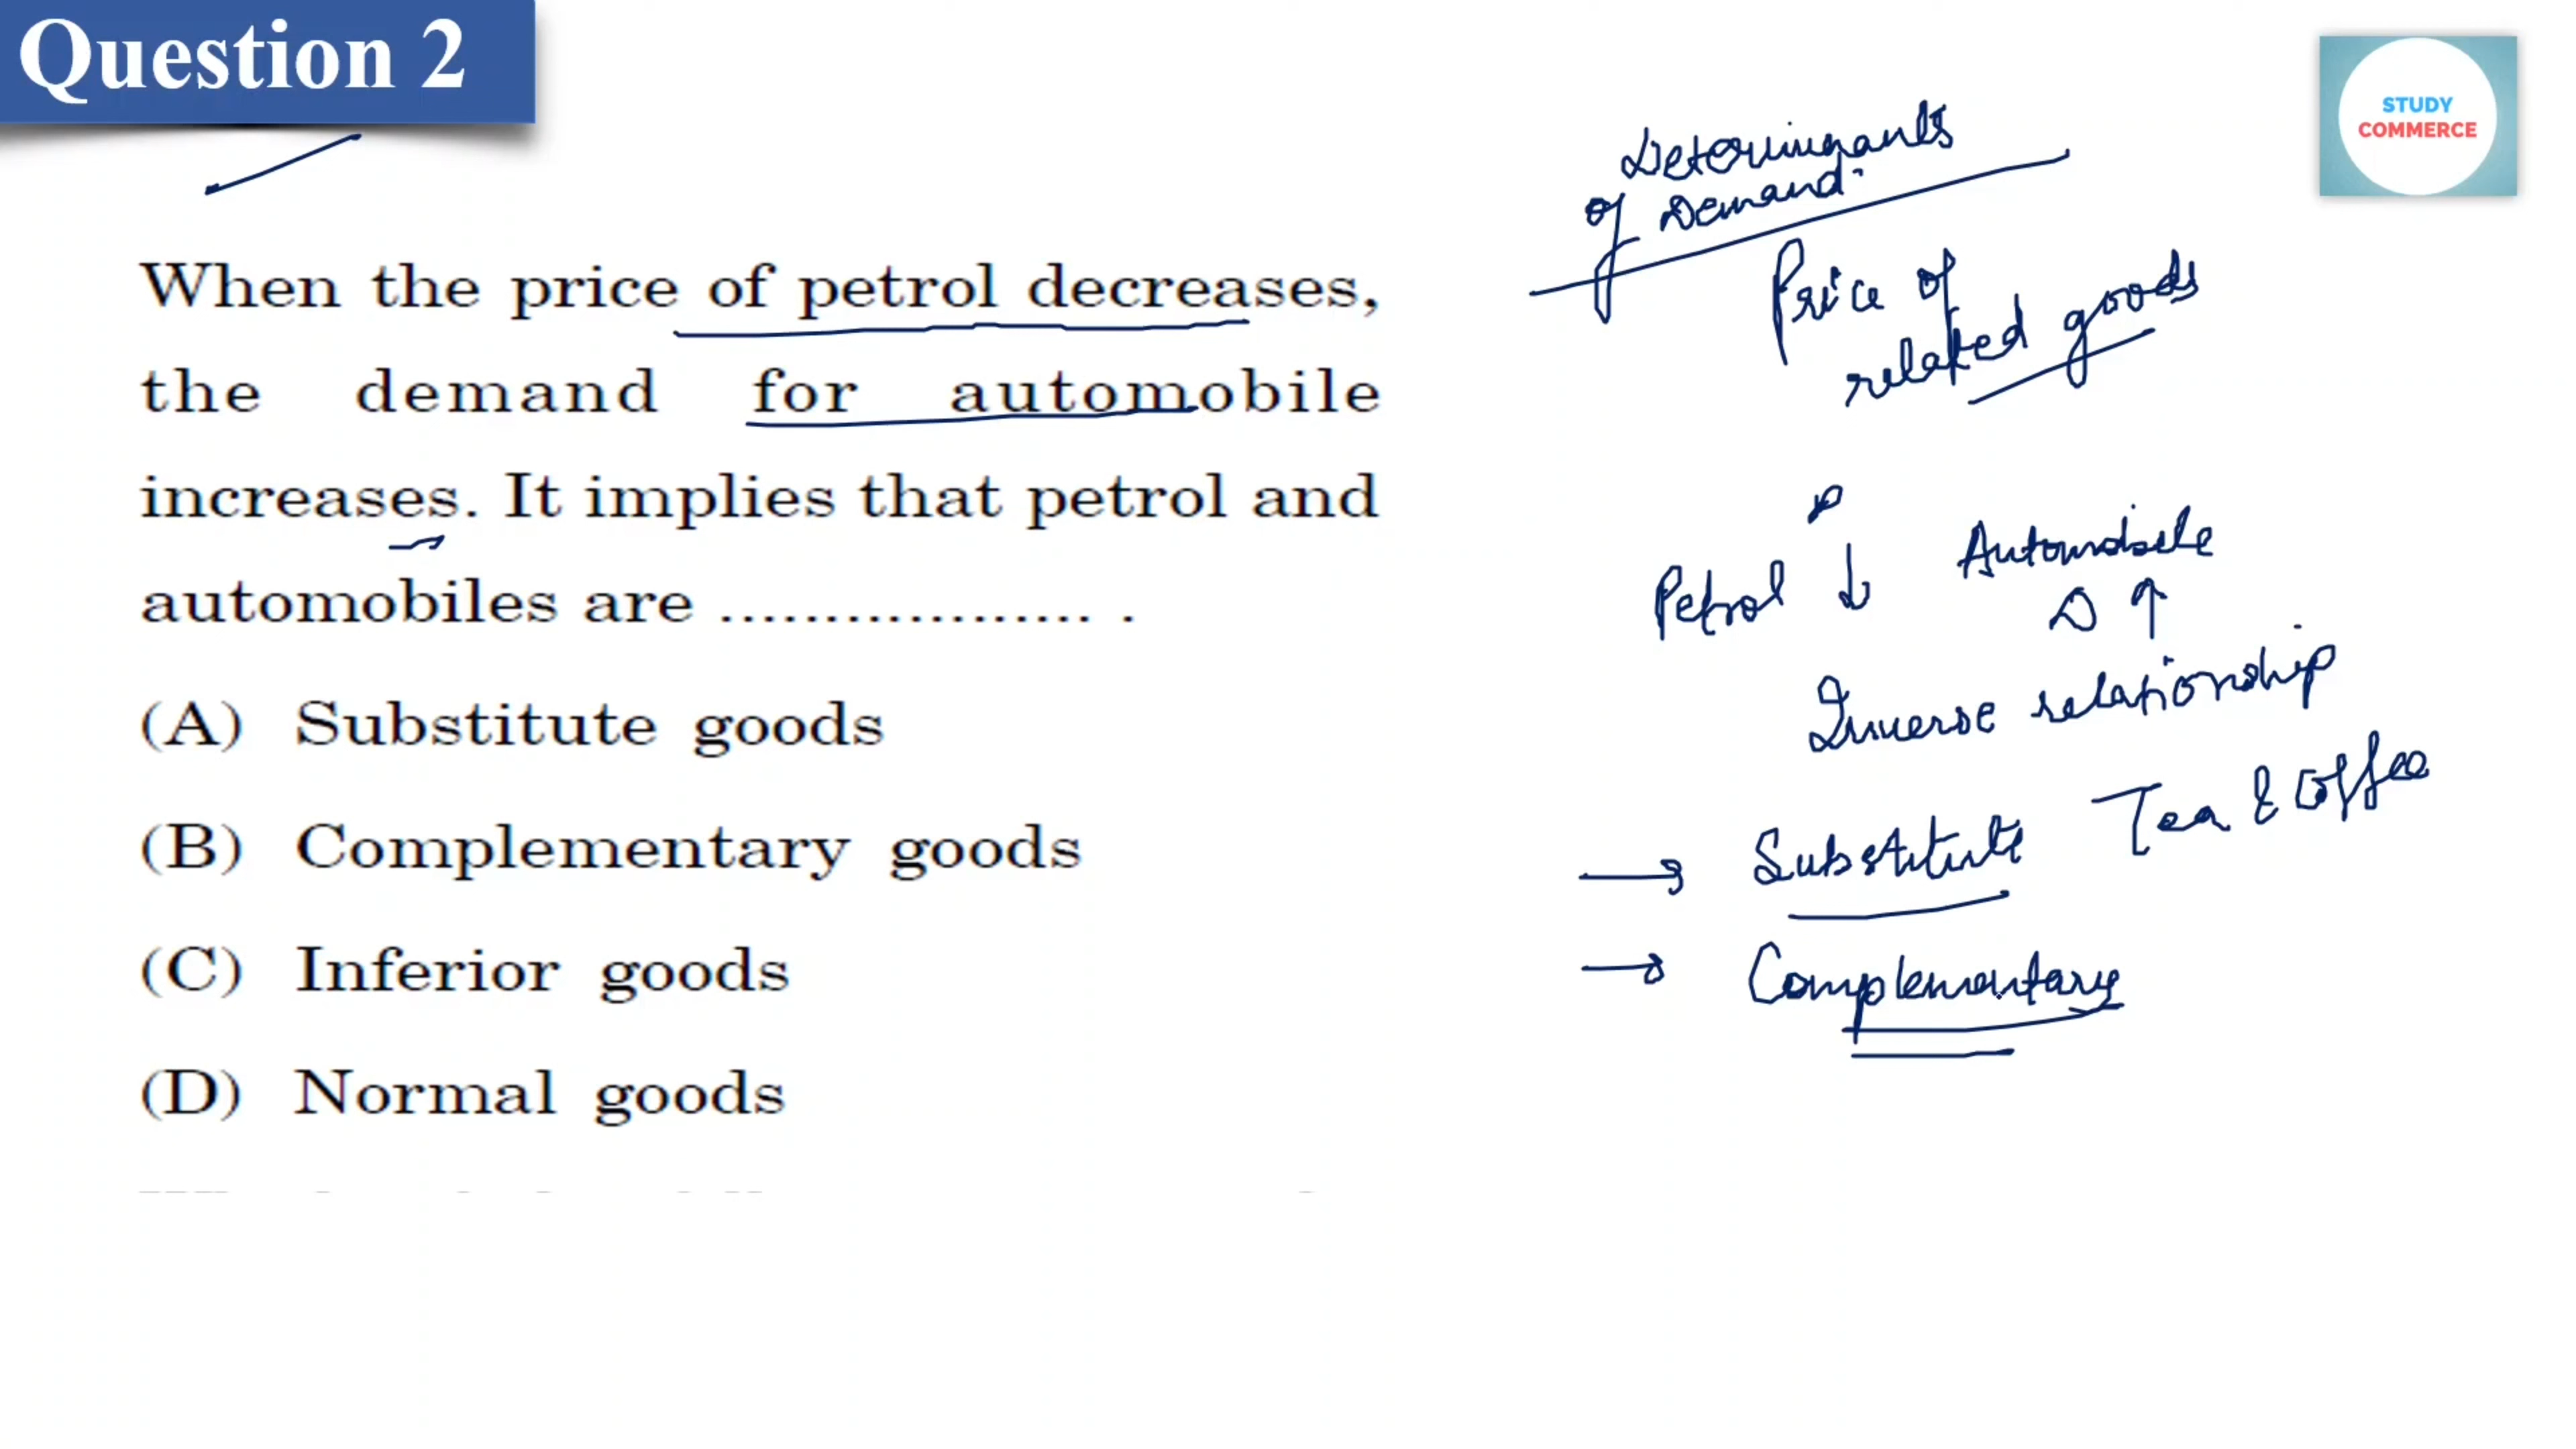 Question 2
STUDY
COMMERCE
When the price of petrol decreases,
the demand for automobile
increases. It implies that petrol and
automobiles are .................. .
(A) Substitute goods
(B) Complementary goods
(C) Inferior goods
(D) Normal goods
Determinants
of Demand.
Price of
related goods
P
Petrol ↓ Automobile
D ↑
Inverse relationship
→ Substitute Tea & Coffee
→ Complementary